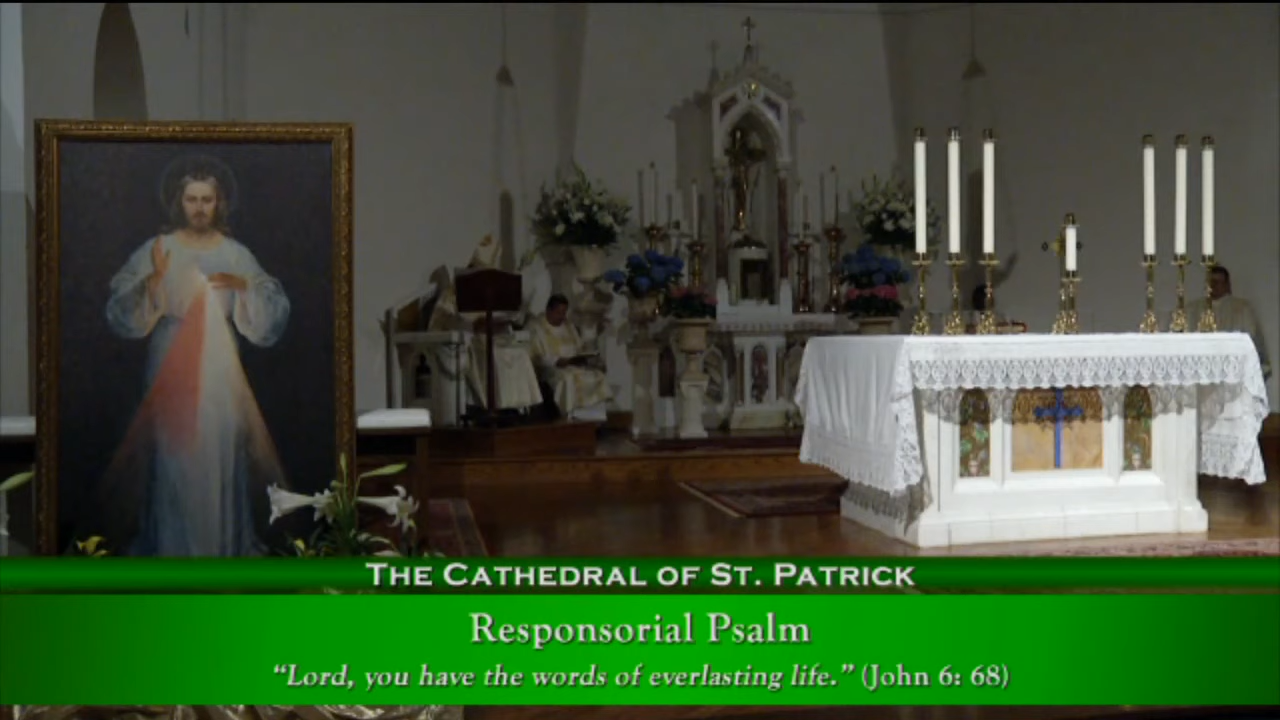 The Cathedral of St. Patrick
Responsorial Psalm
“Lord, you have the words of everlasting life.” (John 6: 68)